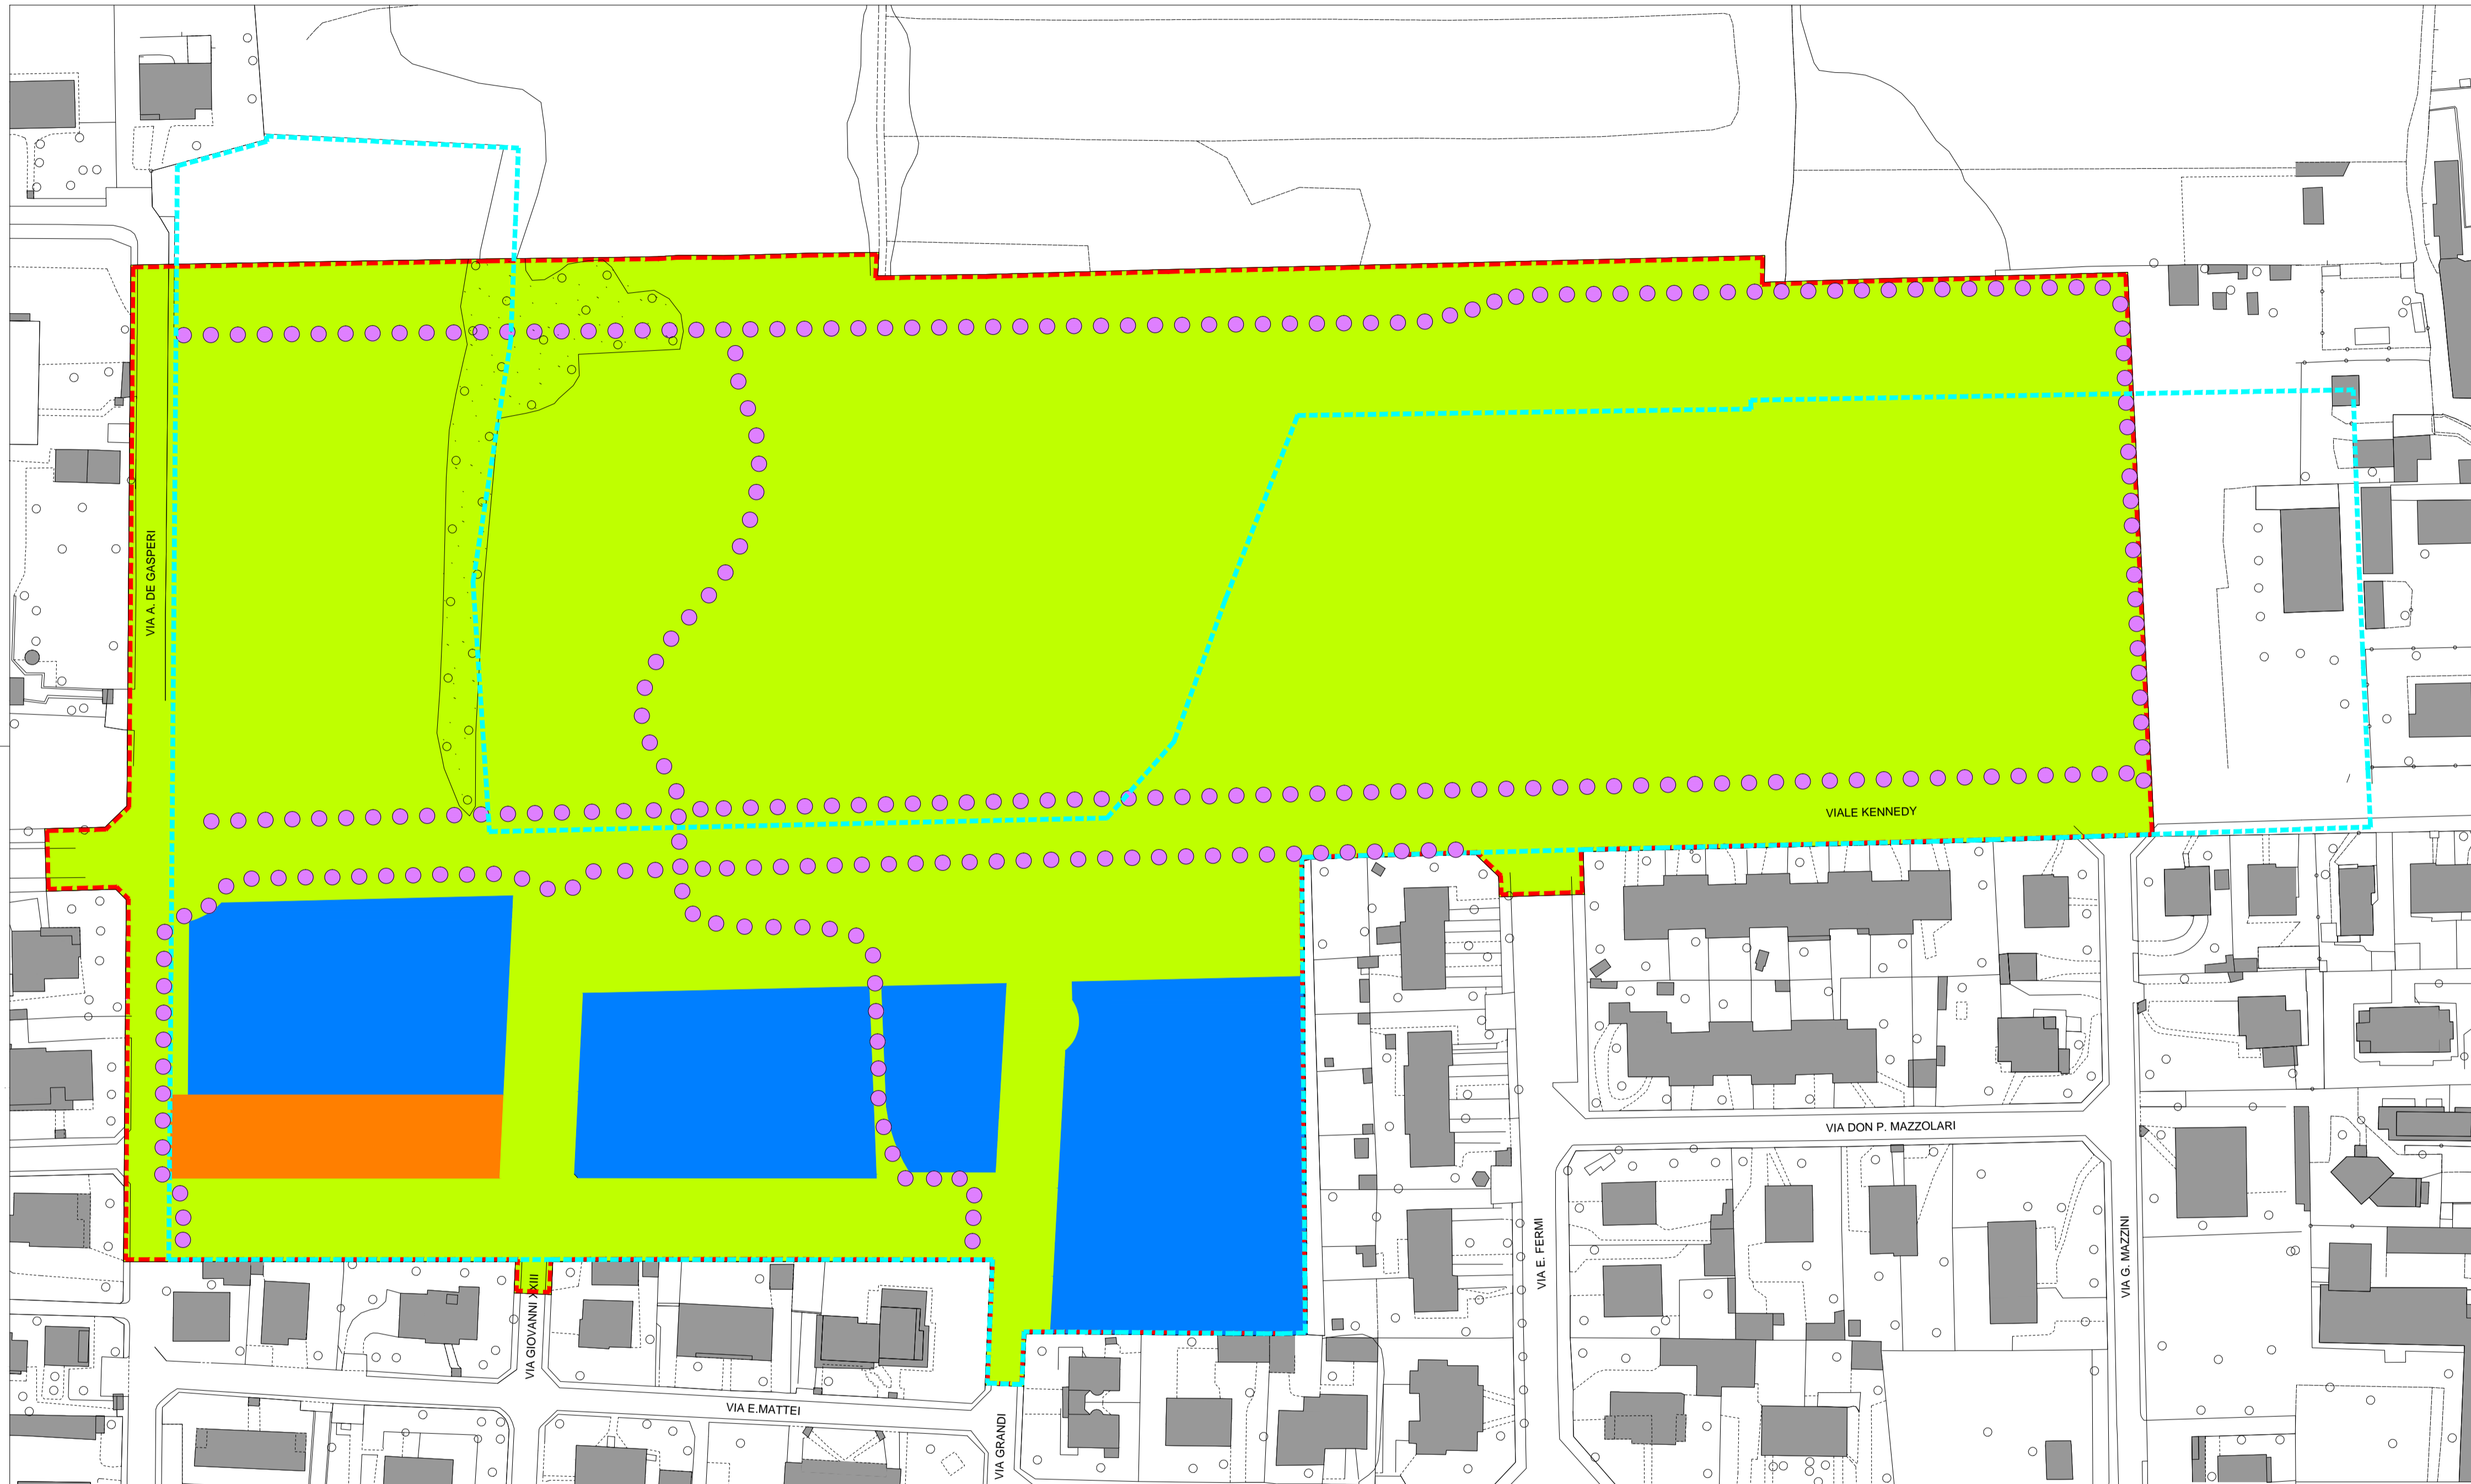 VIA A. DE GASPERI
VIALE KENNEDY
VIA DON P. MAZZOLARI
VIA E. FERMI
VIA G. MAZZINI
VIA GIOVANNI XXIII
VIA E.MATTEI
VIA GRANDI